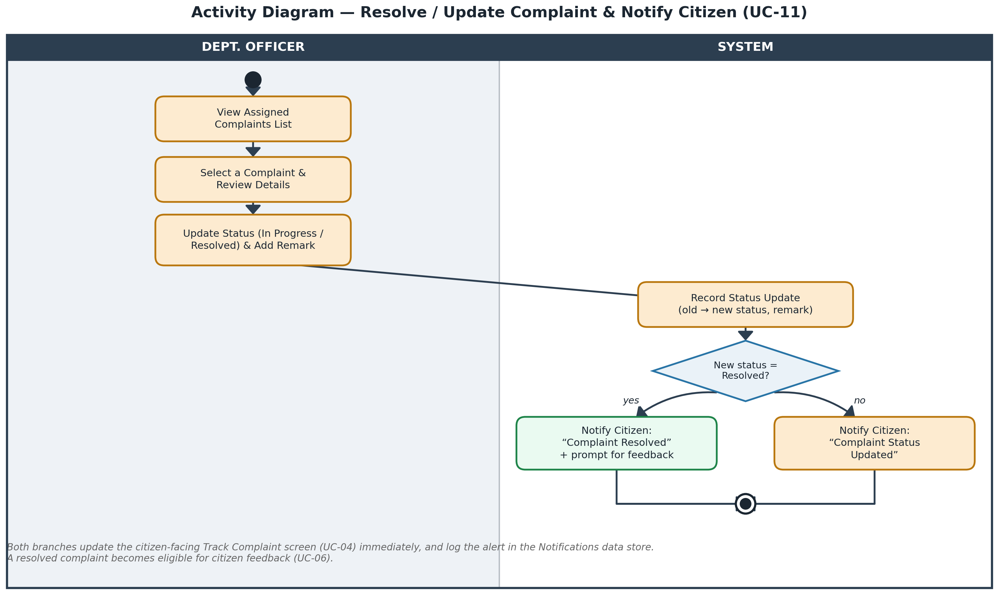 Activity Diagram — Resolve / Update Complaint & Notify Citizen (UC-11)
DEPT. OFFICER
SYSTEM
View Assigned
Complaints List
Select a Complaint &
Review Details
Update Status (In Progress /
Resolved) & Add Remark
Record Status Update
(old → new status, remark)
New status =
Resolved?
yes
no
Notify Citizen:
“Complaint Resolved”
+ prompt for feedback
Notify Citizen:
“Complaint Status
Updated”
Both branches update the citizen-facing Track Complaint screen (UC-04) immediately, and log the alert in the Notifications data store.
A resolved complaint becomes eligible for citizen feedback (UC-06).